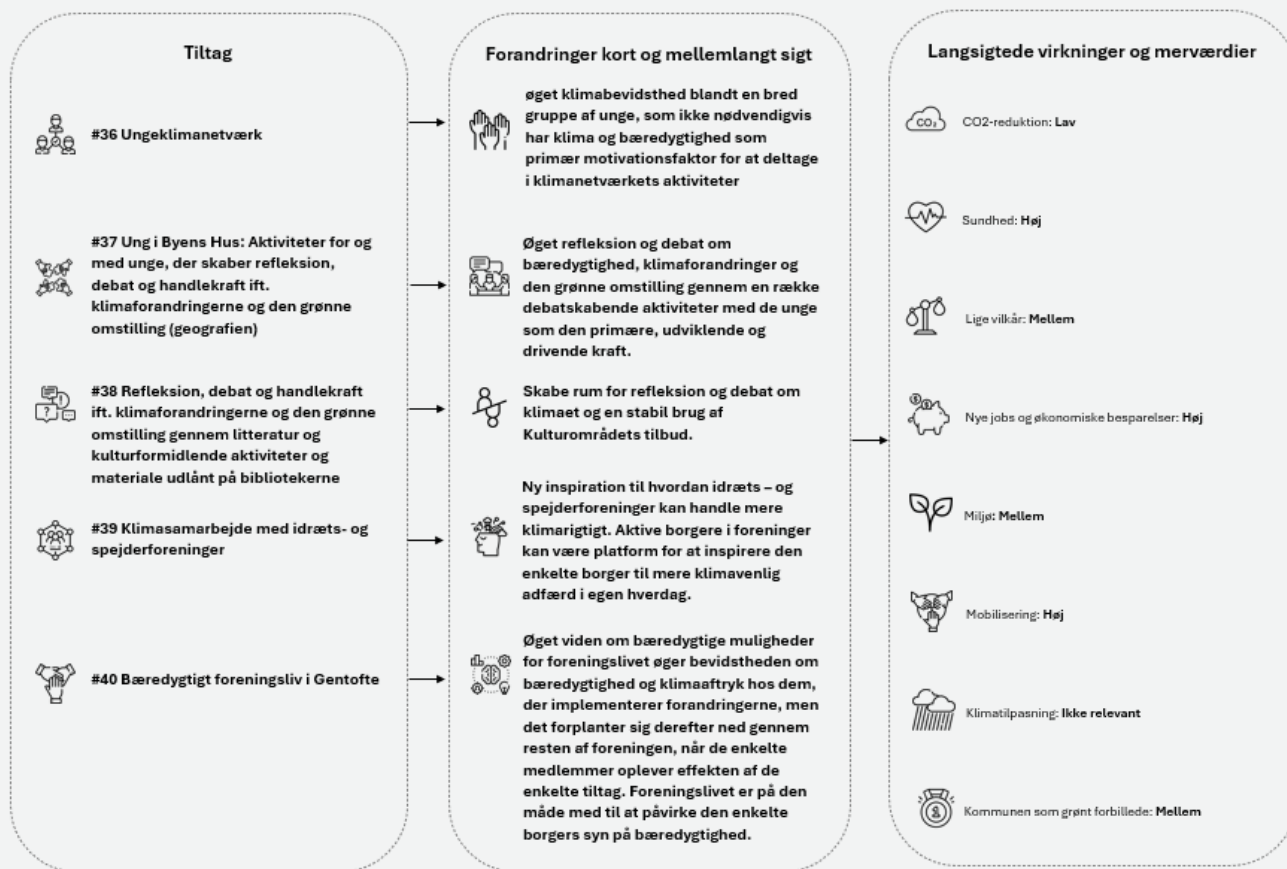 Tiltag
#36 Ungeklimanetværk
#37 Ung i Byens Hus: Aktiviteter for og
med unge, der skaber refleksion,
debat og handlekraft ift.
klimaforandringerne og den grønne
omstilling (geografien)
#38 Refleksion, debat og handlekraft
ift. klimaforandringerne og den grønne
omstilling gennem litteratur og
kulturformidlende aktiviteter og
materiale udlånt på bibliotekerne
#39 Klimasamarbejde med idræts- og
spejderforeninger
#40 Bæredygtigt foreningsliv i Gentofte
Forandringer kort og mellemlangt sigt
øget klimabevidsthed blandt en bred
gruppe af unge, som ikke nødvendigvis
har klima og bæredygtighed som
primær motivationsfaktor for at deltage
i klimanetværkets aktiviteter
Øget refleksion og debat om
bæredygtighed, klimaforandringer og
den grønne omstilling gennem en række
debatskabende aktiviteter med de unge
som den primære, udviklende og
drivende kraft.
Skabe rum for refleksion og debat om
klimaet og en stabil brug af
Kulturområdets tilbud.
Ny inspiration til hvordan idræts – og
spejderforeninger kan handle mere
klimarigtigt. Aktive borgere i foreninger
kan være platform for at inspirere den
enkelte borger til mere klimavenlig
adfærd i egen hverdag.
Øget viden om bæredygtige muligheder
for foreningslivet øger bevidstheden om
bæredygtighed og klimaaftryk hos dem,
der implementerer forandringerne, men
det forplanter sig derefter ned gennem
resten af foreningen, når de enkelte
medlemmer oplever effekten af de
enkelte tiltag. Foreningslivet er på den
måde med til at påvirke den enkelte
borgers syn på bæredygtighed.
Langsigtede virkninger og merværdier
CO₂
CO2-reduktion: Lav
Sundhed: Høj
Lige vilkår: Mellem
Nye jobs og økonomiske besparelser: Høj
Miljø: Mellem
Mobilisering: Høj
Klimatilpasning: Ikke relevant
Kommunen som grønt forbillede: Mellem